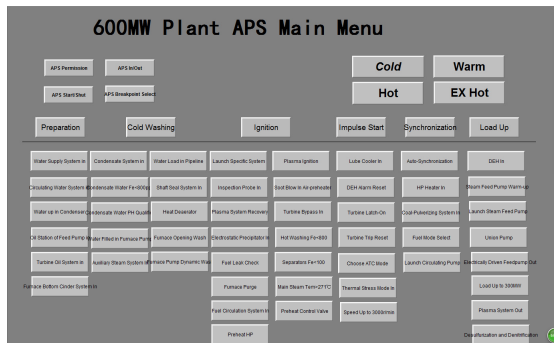 600MW Plant APS Main Menu
APS Permission
APS In/Out
Cold
Warm
APS Start/Shut
APS Breakpoint Select
Hot
EX Hot
Preparation
Cold Washing
Ignition
Impulse Start
Synchronization
Load Up
Water Supply System In
Condensate System In
Water Load in Pipeline
Launch Specific System
Plasma Ignition
Lube Cooler In
Auto-Synchronization
DEH In
Circulating Water System
Condensate Water Fe<800
Shaft Seal System In
Inspection Probe In
Soot Blow in Air-preheater
DEH Alarm Reset
HP Heater In
Steam Feed Pump Warm-up
Water up in Condenser
Condensate Water PH Quality
Heat Deaerator
Plasma System Recovery
Turbine Bypass In
Turbine Latch-On
Coal-Pulverizing System In
Launch Steam Feed Pump
Oil Station of Feed Pump
Water Filled in Furnace Pump
Furnace Opening Wash
Electrostatic Precipitator In
Hot Washing Fe=800
Turbine Trip Reset
Fuel Mode Select
Union Pump
Turbine Oil System In
Auxiliary Steam System
Furnace Pump Dynamic
Fuel Leak Check
Separators Fe=100
Choose ATC Mode
Launch Circulating Pump
Electrically Driven Feedpump Out
Furnace Bottom Cinder System In
Furnace Purge
Main Steam Tem=271℃
Thermal Stress Mode In
Load Up to 300MW
Fuel Circulation System In
Preheat Control Valve
Speed Up to 3000r/min
Plasma System Out
Preheat HP
Desulfurization and Denitrification